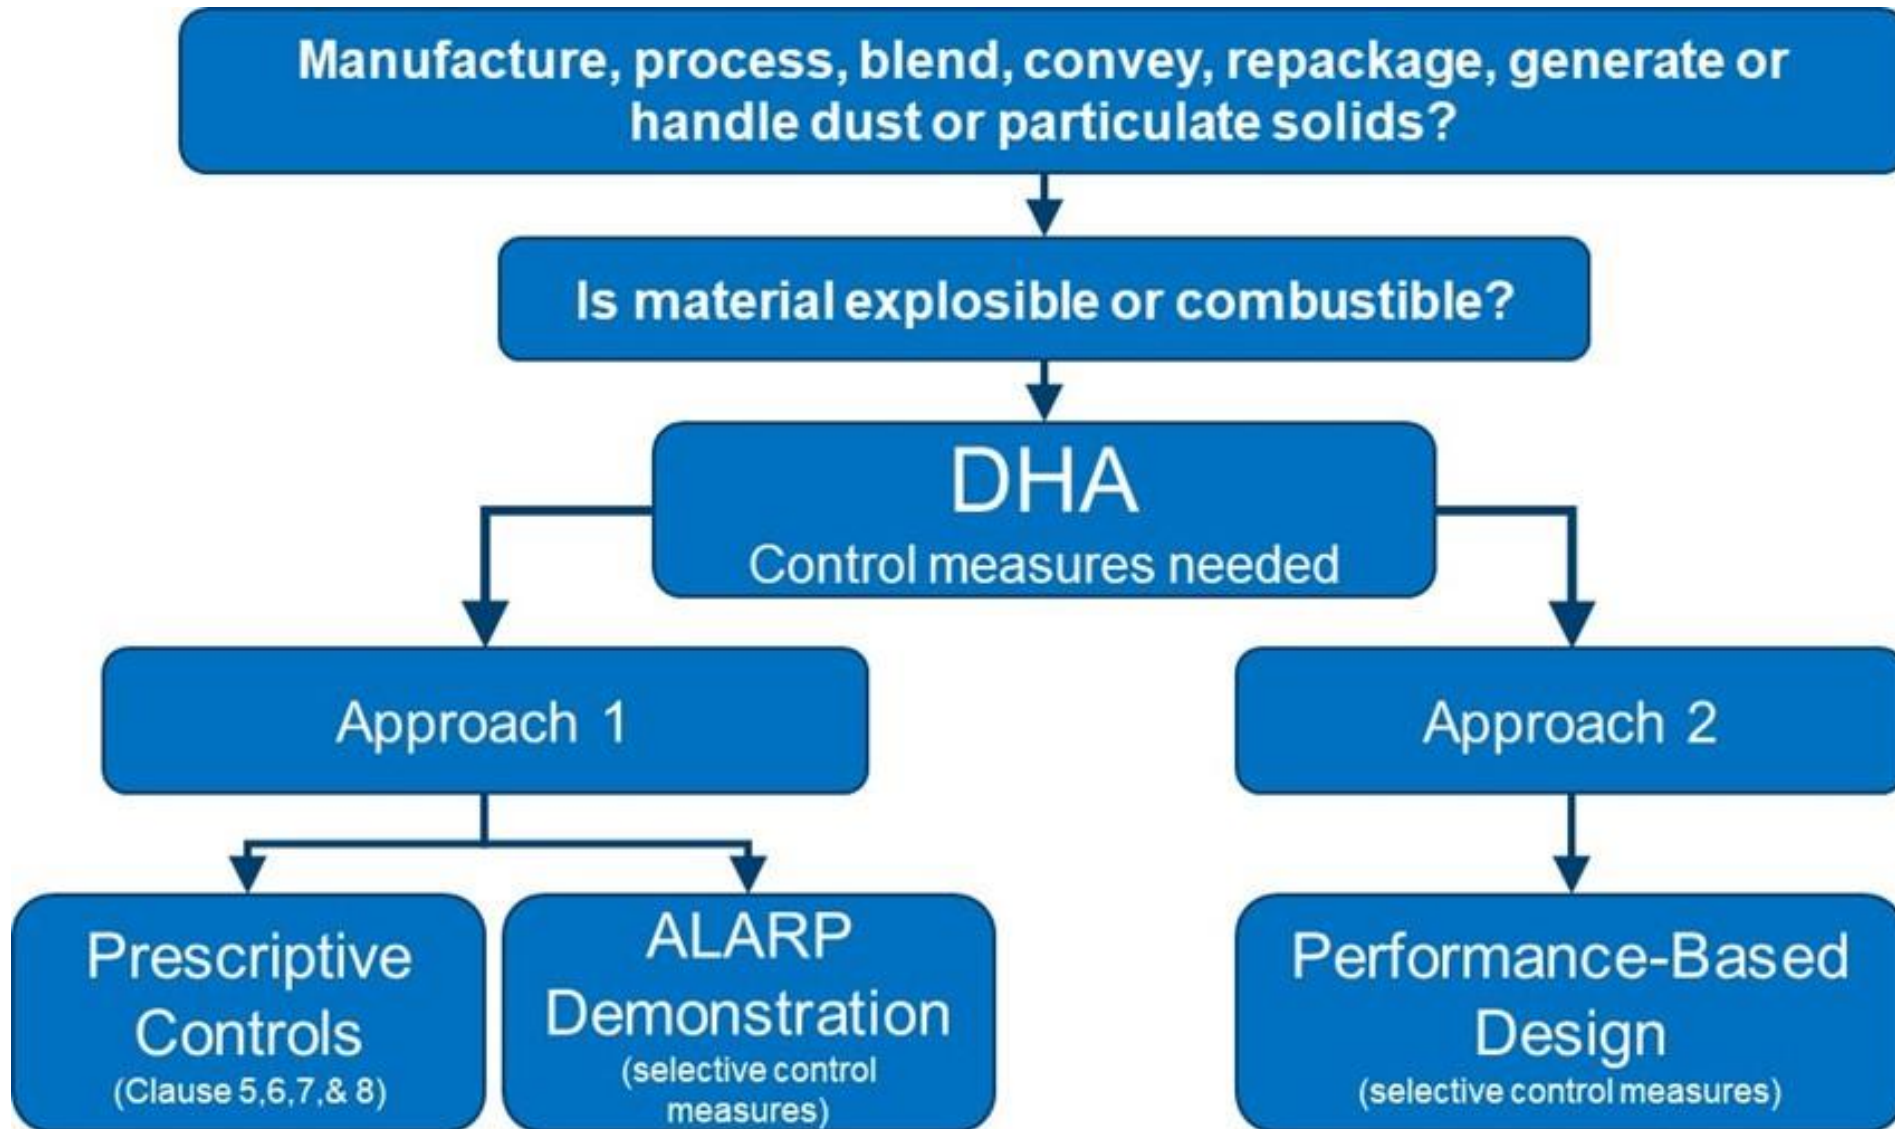 Manufacture, process, blend, convey, repackage, generate or
handle dust or particulate solids?
Is material explosible or combustible?
DHA
Control measures needed
Approach 1
Approach 2
Prescriptive
Controls
(Clause 5,6,7,& 8)
ALARP
Demonstration
(selective control
measures)
Performance-Based
Design
(selective control measures)